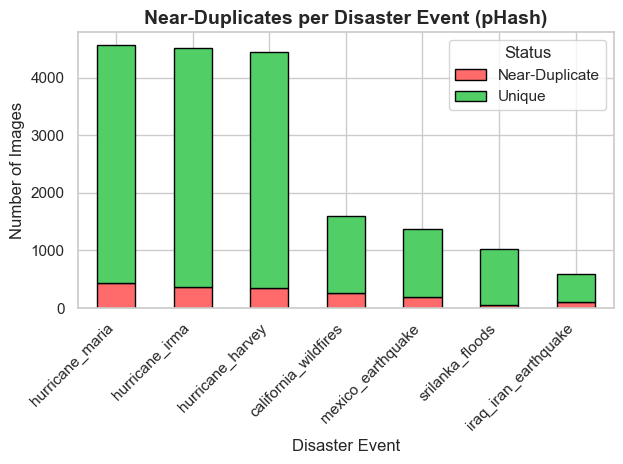 Near-Duplicates per Disaster Event (pHash)
Status
Near-Duplicate
Unique
Number of Images
4000
3000
2000
1000
0
hurricane_maria
hurricane_irma
hurricane_harvey
california_wildfires
mexico_earthquake
srilanka_floods
iraq_iran_earthquake
Disaster Event